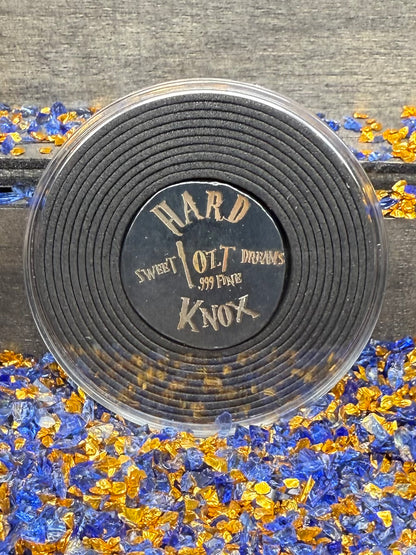 HARD
SWEET 1 OZT DREAMS
.999 FINE
KNOX